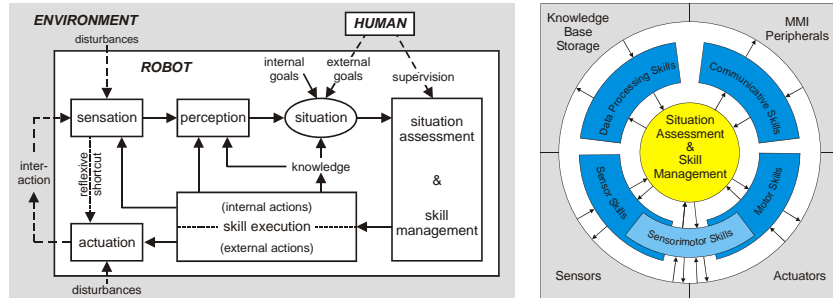 ENVIRONMENT
HUMAN
disturbances
ROBOT
internal
goals
external
goals
supervision
sensation
perception
situation
situation
assessment
&
skill
management
inter-
action
reflexive
shortcut
knowledge
(internal actions)
skill execution
(external actions)
actuation
disturbances
Knowledge
Base
Storage
MMI
Peripherals
Data Processing Skills
Communicative Skills
Situation
Assessment
&
Skill
Management
Sensor Skills
Motor Skills
Sensorimotor Skills
Sensors
Actuators